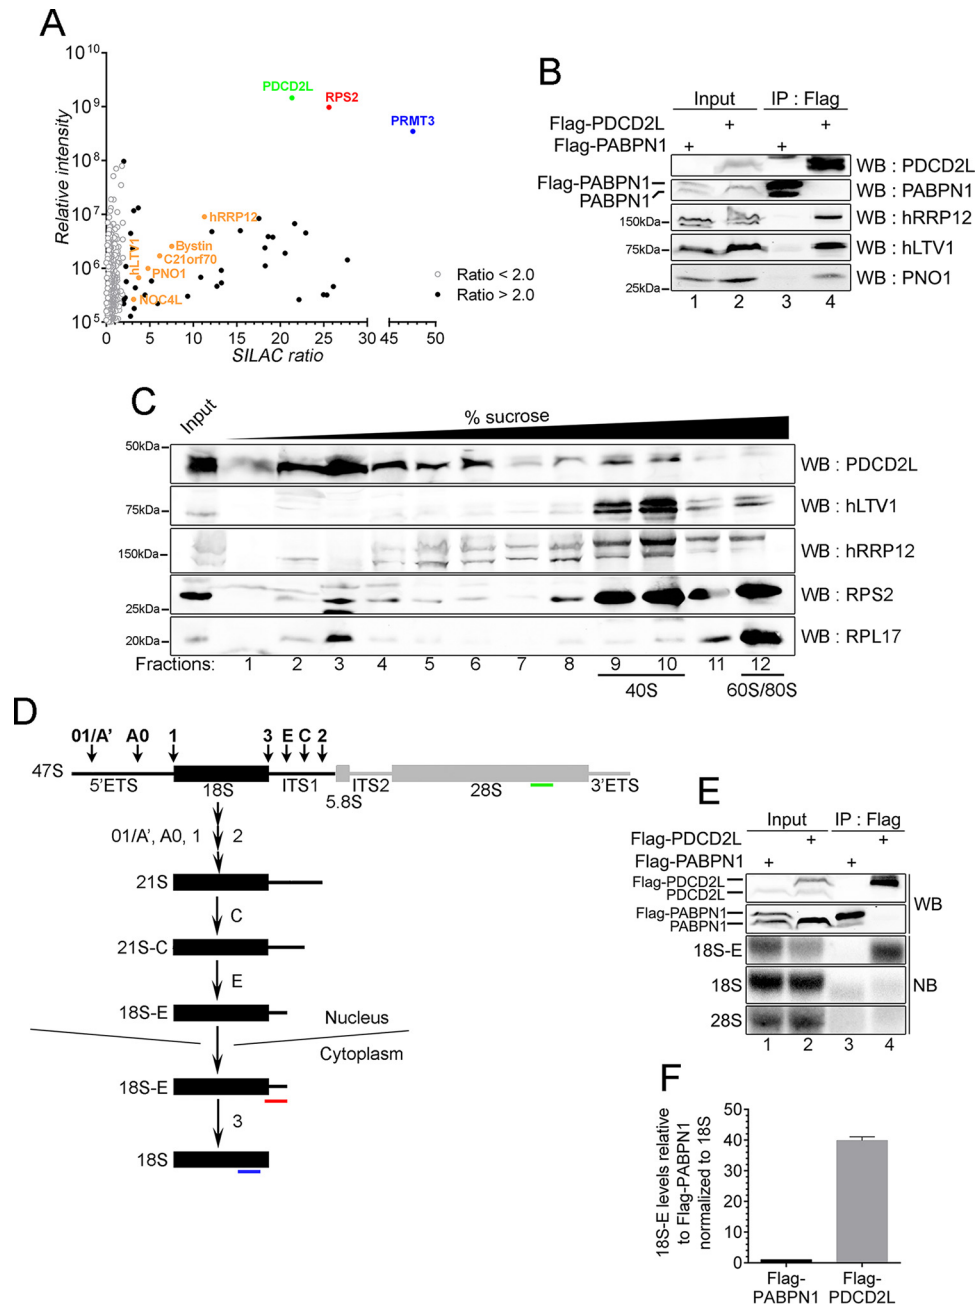 A
10^10
10^9
10^8
10^7
10^6
10^5
Relative intensity
PDCD2L
RPS2
PRMT3
hRRP12
hLTV1
Bystin
C21orf70
PNO1
NOC4L
Ratio < 2.0
Ratio > 2.0
0 5 10 15 20 25 30 45 50
SILAC ratio
B
Input IP : Flag
Flag-PDCD2L + +
Flag-PABPN1 + +
WB : PDCD2L
Flag-PABPN1
PABPN1
WB : PABPN1
150kDa WB : hRRP12
75kDa WB : hLTV1
25kDa WB : PNO1
1 2 3 4
C
Input
% sucrose
50kDa WB : PDCD2L
75kDa WB : hLTV1
150kDa WB : hRRP12
25kDa WB : RPS2
20kDa WB : RPL17
Fractions: 1 2 3 4 5 6 7 8 9 10 11 12
40S 60S/80S
D
01/A' A0 1 3 E C 2
47S
5'ETS 18S ITS1 5.8S ITS2 28S 3'ETS
01/A', A0, 1 2
21S
C
21S-C
E
18S-E
Nucleus
Cytoplasm
18S-E
3
18S
E
Input IP : Flag
Flag-PDCD2L + +
Flag-PABPN1 + +
Flag-PDCD2L
PDCD2L
Flag-PABPN1
PABPN1
WB
18S-E
18S
28S
NB
1 2 3 4
F
18S-E levels relative
to Flag-PABPN1
normalized to 18S
50
40
30
20
10
0
Flag-
PABPN1
Flag-
PDCD2L